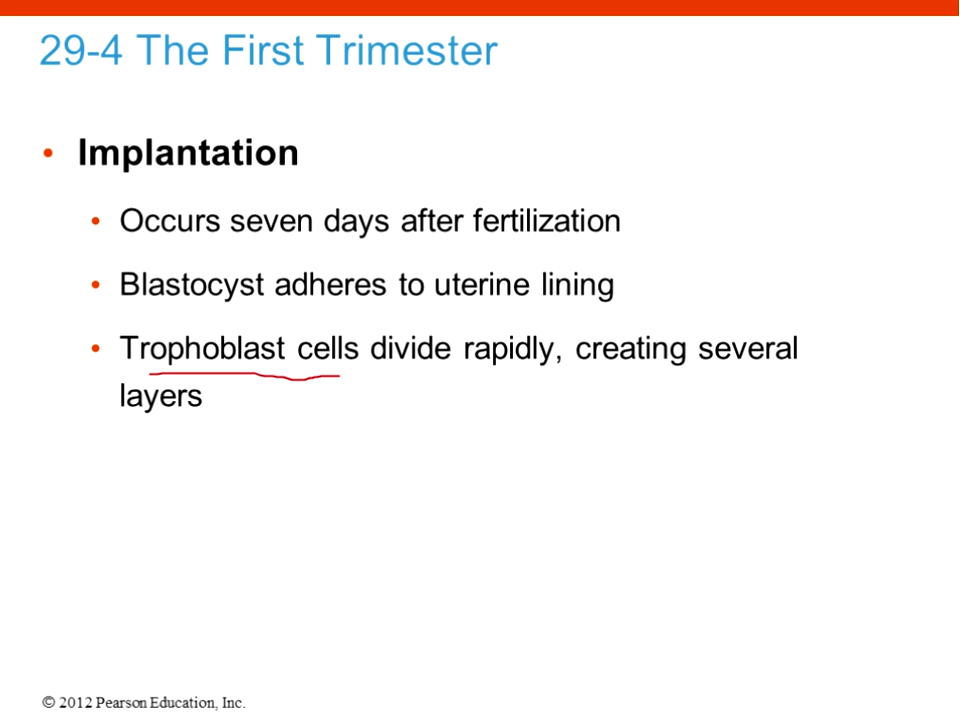 29-4 The First Trimester
• Implantation
• Occurs seven days after fertilization
• Blastocyst adheres to uterine lining
• Trophoblast cells divide rapidly, creating several
layers
© 2012 Pearson Education, Inc.